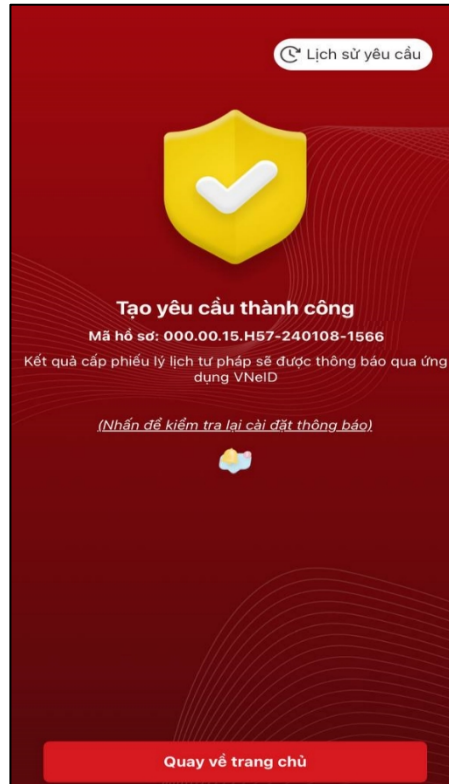 Lịch sử yêu cầu
Tạo yêu cầu thành công
Mã hồ sơ: 000.00.15.H57-240108-1566
Kết quả cấp phiếu lý lịch tư pháp sẽ được thông báo qua ứng
dụng VNeID
(Nhấn để kiểm tra lại cài đặt thông báo)
Quay về trang chủ